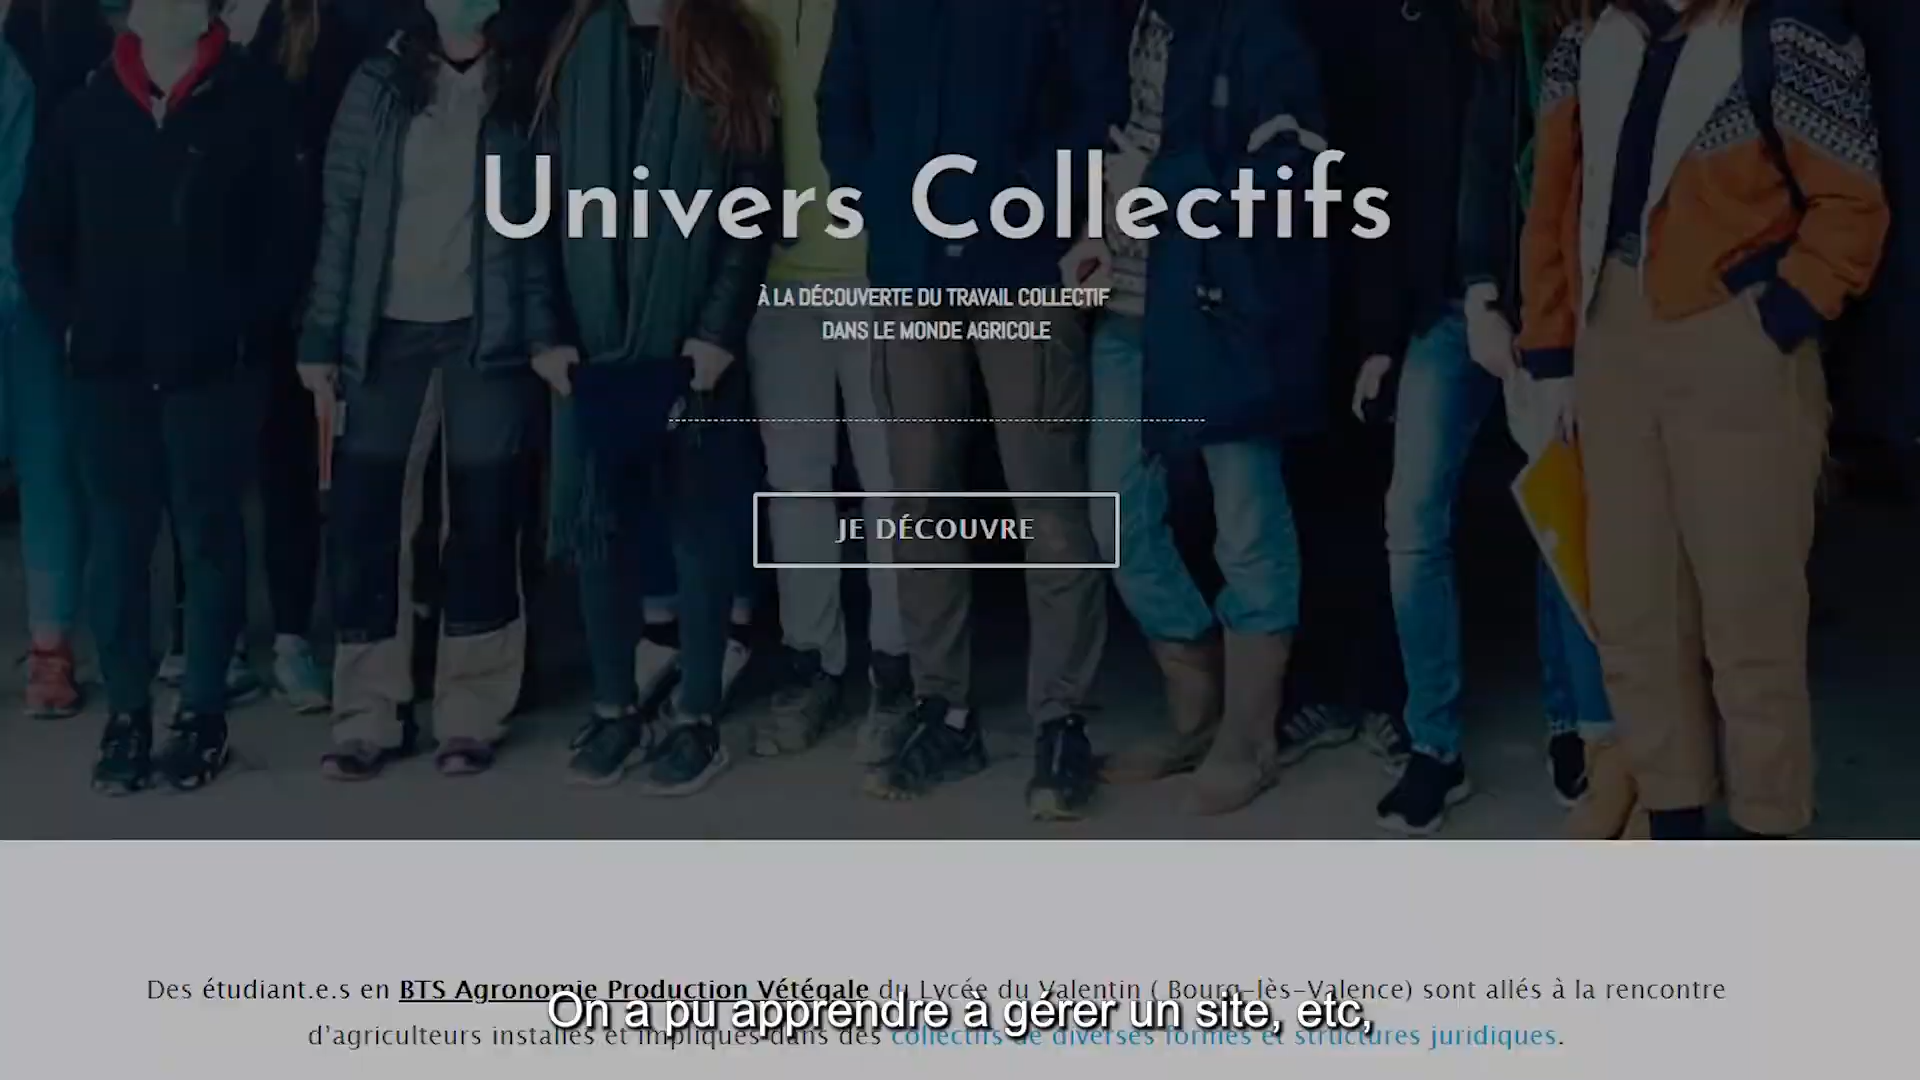 Univers Collectifs
À LA DÉCOUVERTE DU TRAVAIL COLLECTIF
DANS LE MONDE AGRICOLE
JE DÉCOUVRE
Des étudiant.e.s en BTS Agronomie Production Vétégale du Lycée du Valentin ( Bourg-lès-Valence) sont allés à la rencontre
d'agriculteurs installés et impliqués dans des collectifs de diverses formes et structures juridiques.
On a pu apprendre à gérer un site, etc,